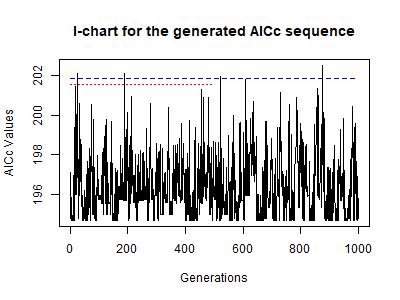 I-chart for the generated AICc sequence
AICc Values
202
200
198
196
0 200 400 600 800 1000
Generations